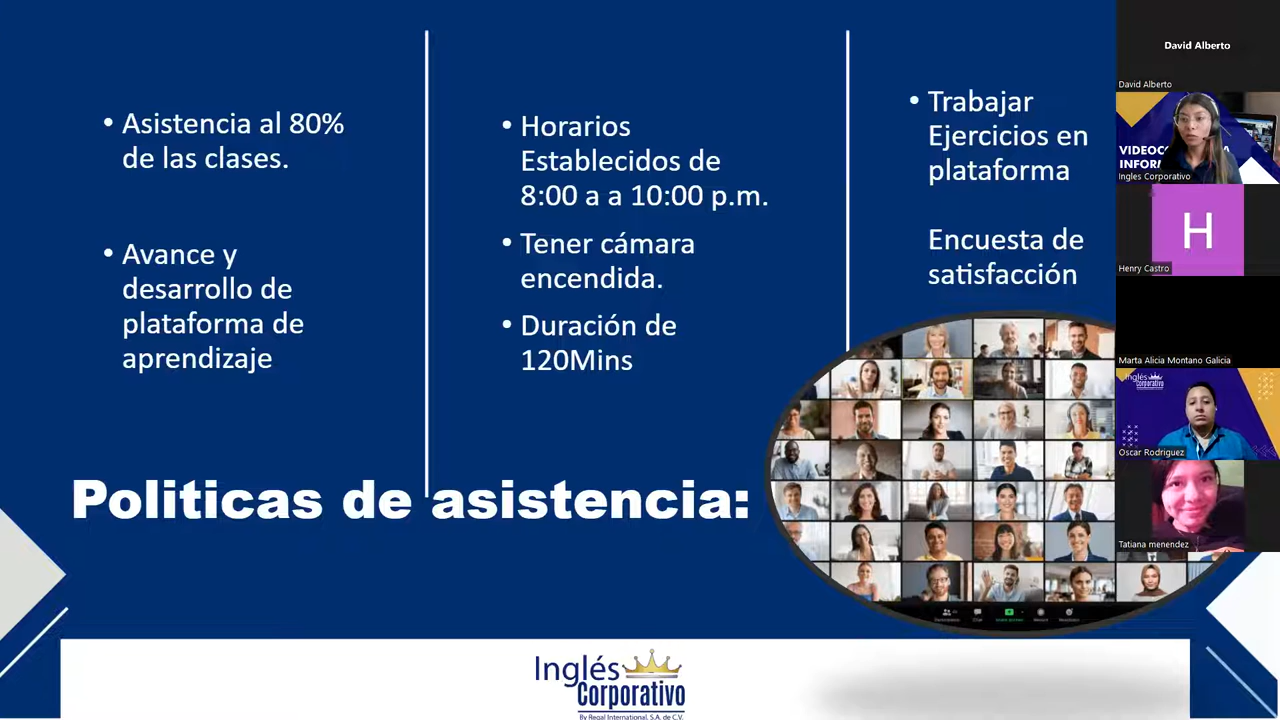 • Asistencia al 80%
de las clases.
• Avance y
desarrollo de
plataforma de
aprendizaje
• Horarios
Establecidos de
8:00 a a 10:00 p.m.
• Tener cámara
encendida.
• Duración de
120Mins
• Trabajar
Ejercicios en
plataforma
Encuesta de
satisfacción
Politicas de asistencia:
Inglés
Corporativo
By Regal International, S.A. de C.V.
David Alberto
David Alberto
Ingles Corporativo
H
Henry Castro
Marta Alicia Montano Galicia
Inglés
Corporativo
Oscar Rodriguez
Tatiana menendez